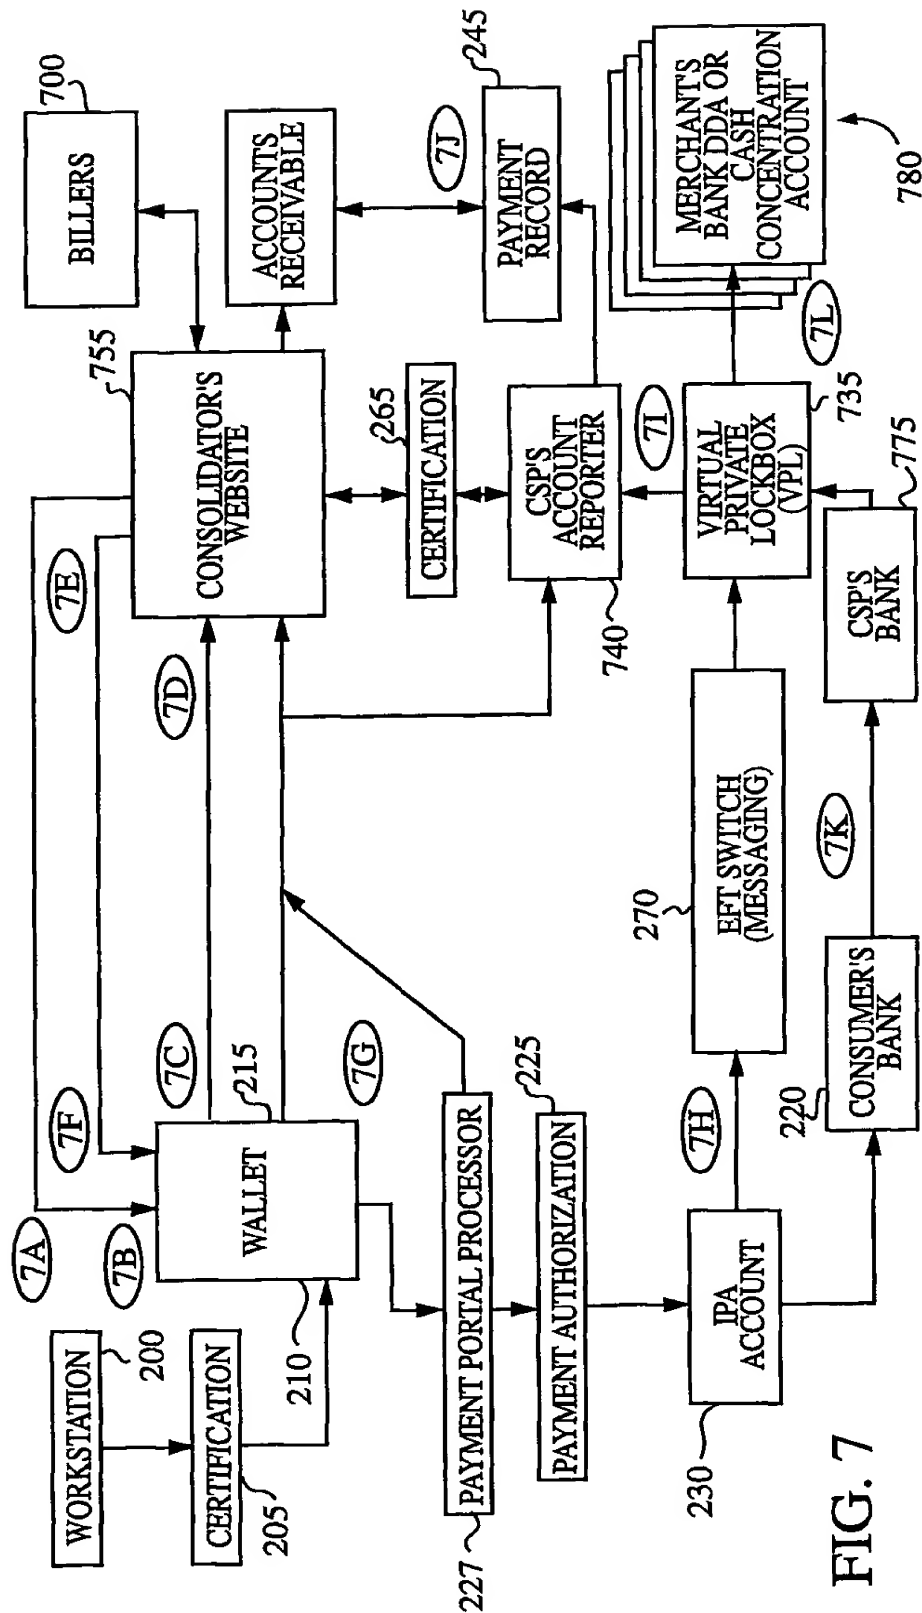 700
BILLERS
755
CONSOLIDATOR'S
WEBSITE
ACCOUNTS
RECEIVABLE
7J
245
PAYMENT
RECORD
MERCHANT'S
BANK DDA OR
CASH
CONCENTRATION
ACCOUNT
780
7L
7E
7D
265
CERTIFICATION
CSP'S
ACCOUNT
REPORTER
740
7I
VIRTUAL
PRIVATE
LOCKBOX
(VPL)
735
775
CSP'S
BANK
270
EFT SWITCH
(MESSAGING)
7K
7A
7F
7B
7C
215
WALLET
210
7G
WORKSTATION
200
CERTIFICATION
205
PAYMENT PORTAL PROCESSOR
227
225
PAYMENT AUTHORIZATION
7H
IPA
ACCOUNT
230
220
CONSUMER'S
BANK
FIG. 7